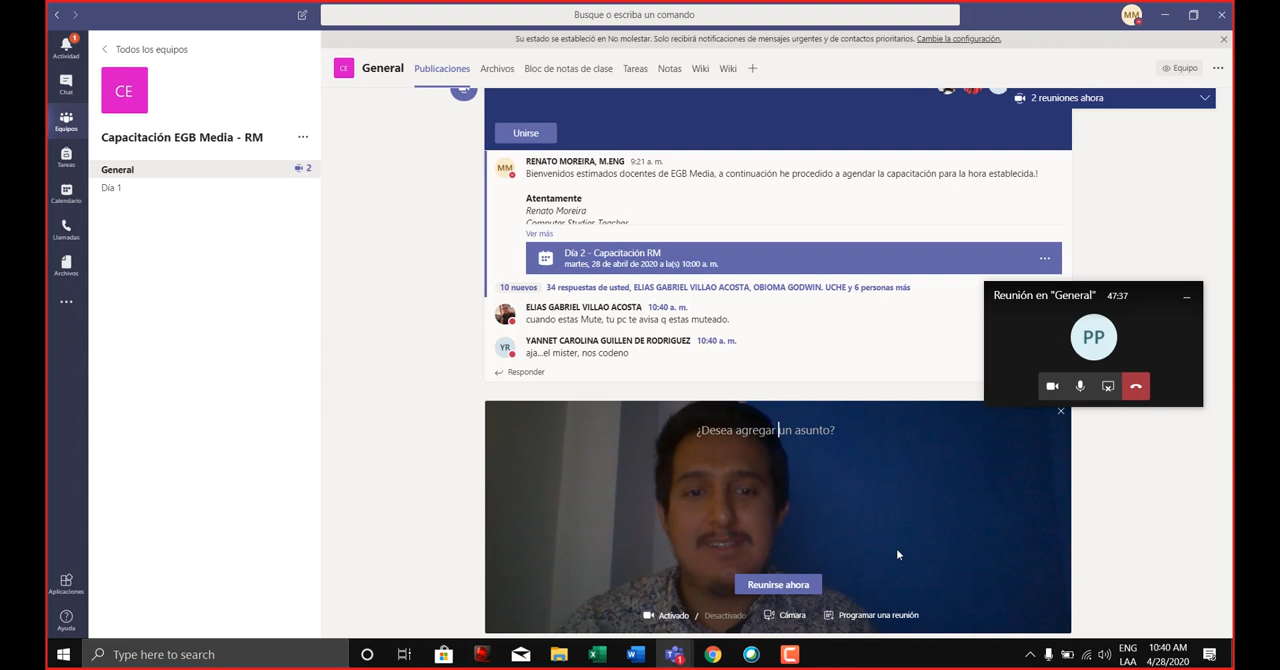 Busque o escriba un comando
MM
Su estado se estableció en No molestar. Solo recibirá notificaciones de mensajes urgentes y de contactos prioritarios. Cambie la configuración.
1
Actividad
Chat
Equipos
Tareas
Calendario
Llamadas
Archivos
Aplicaciones
Ayuda
Todos los equipos
CE
Capacitación EGB Media - RM
General
2
Día 1
CE
General
Publicaciones
Archivos
Bloc de notas de clase
Tareas
Notas
Wiki
Wiki
Equipo
2 reuniones ahora
Unirse
MM
RENATO MOREIRA, M.ENG 9:21 a. m.
Bienvenidos estimados docentes de EGB Media, a continuación he procedido a agendar la capacitación para la hora establecida.!
Atentamente
Renato Moreira
Computer Studies Teacher
Ver más
Día 2 - Capacitación RM
martes, 28 de abril de 2020 a la(s) 10:00 a. m.
10 nuevos 34 respuestas de usted, ELIAS GABRIEL VILLAO ACOSTA, OBIOMA GODWIN. UCHE y 6 personas más
ELIAS GABRIEL VILLAO ACOSTA 10:40 a. m.
cuando estas Mute, tu pc te avisa q estas muteado.
YR
YANNET CAROLINA GUILLEN DE RODRIGUEZ 10:40 a. m.
aja...el mister, nos codeno
Responder
Reunión en "General" 47:37
PP
¿Desea agregar un asunto?
Reunirse ahora
Activado / Desactivado
Cámara
Programar una reunión
Type here to search
1
ENG
LAA
10:40 AM
4/28/2020